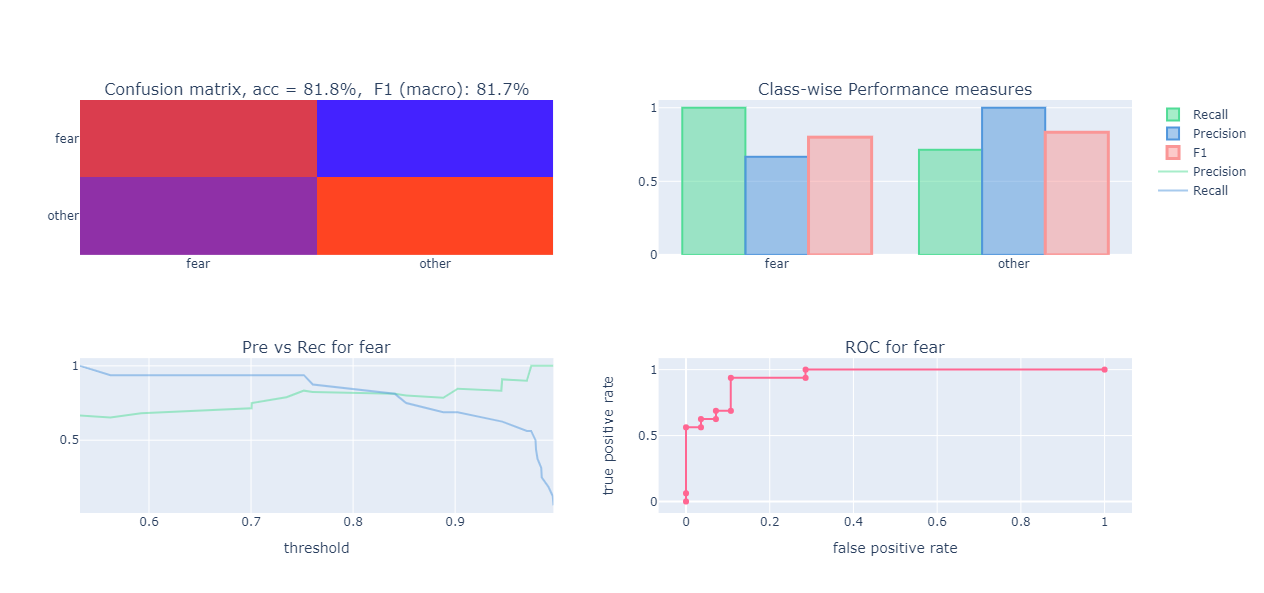 Confusion matrix, acc = 81.8%,  F1 (macro): 81.7%
fear
other
fear
other
Class-wise Performance measures
1
0.5
0
fear
other
Recall
Precision
F1
Precision
Recall
Pre vs Rec for fear
1
0.5
0.6
0.7
0.8
0.9
threshold
ROC for fear
true positive rate
1
0.5
0
0
0.2
0.4
0.6
0.8
1
false positive rate